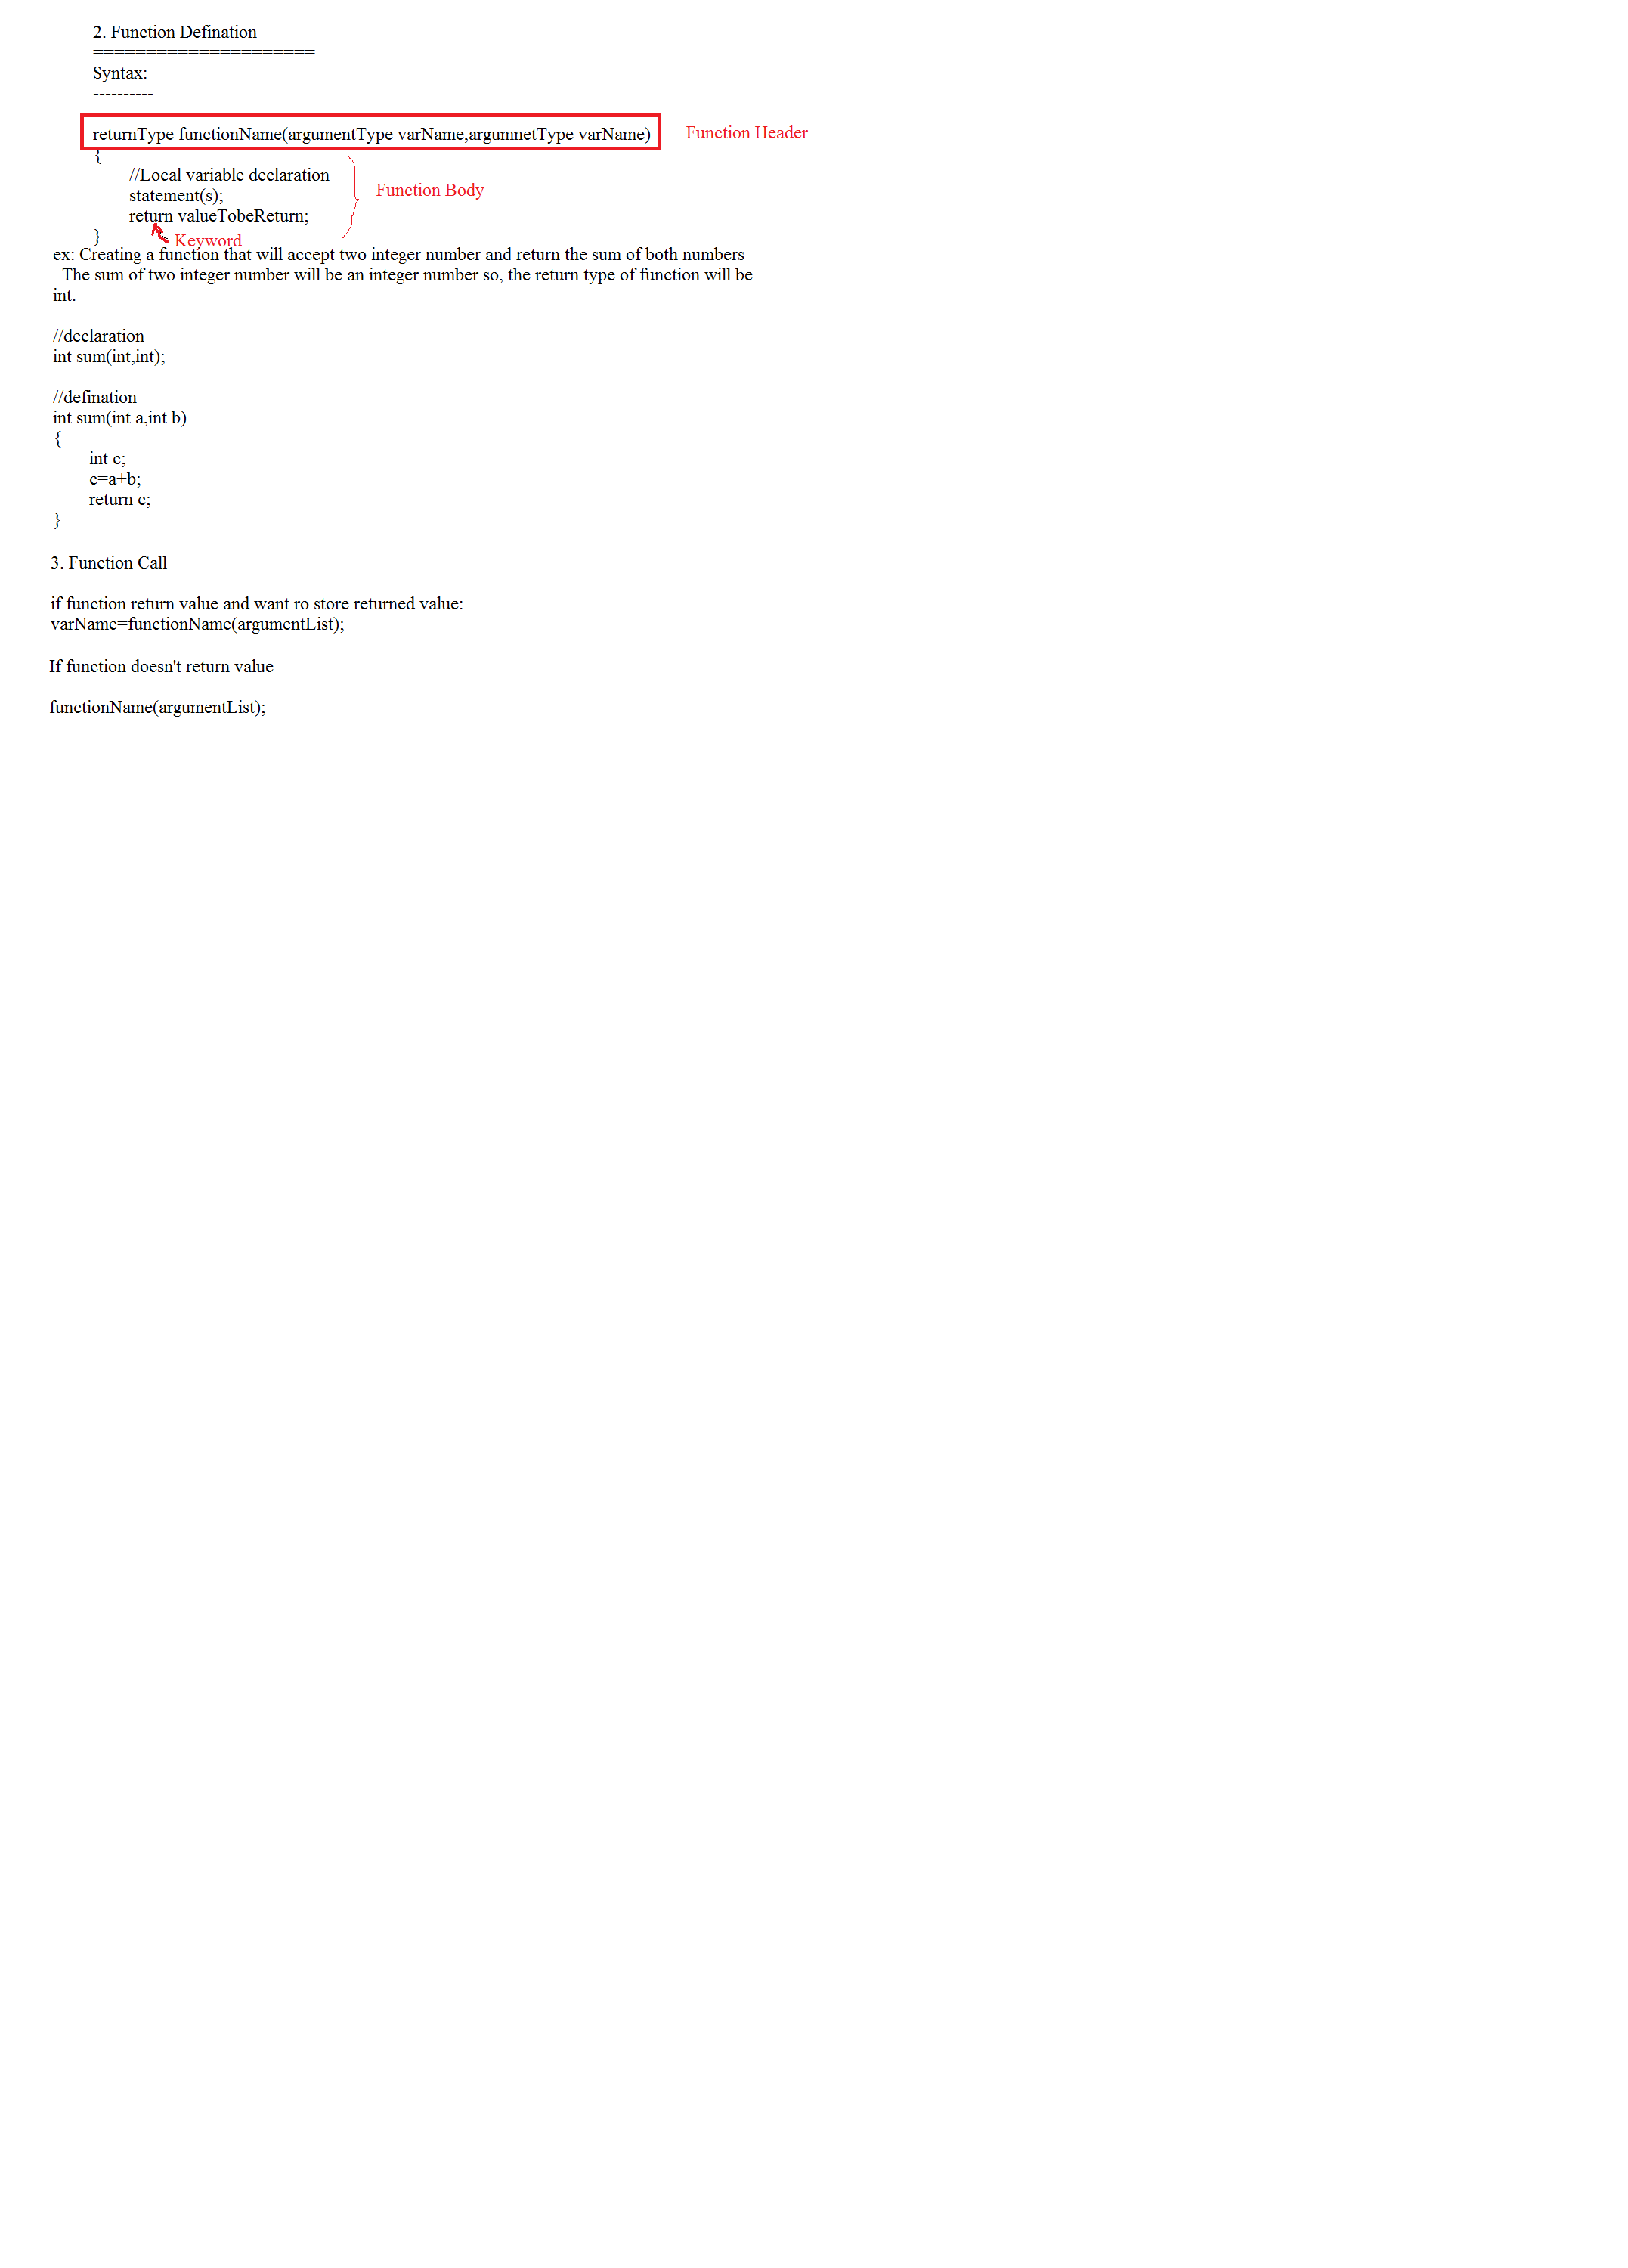 2. Function Defination
=====================
Syntax:
----------
returnType functionName(argumentType varName,argumnetType varName)
Function Header
{
//Local variable declaration
statement(s);
Function Body
return valueTobeReturn;
}
Keyword
ex: Creating a function that will accept two integer number and return the sum of both numbers
The sum of two integer number will be an integer number so, the return type of function will be
int.
//declaration
int sum(int,int);
//defination
int sum(int a,int b)
{
int c;
c=a+b;
return c;
}
3. Function Call
if function return value and want ro store returned value:
varName=functionName(argumentList);
If function doesn't return value
functionName(argumentList);